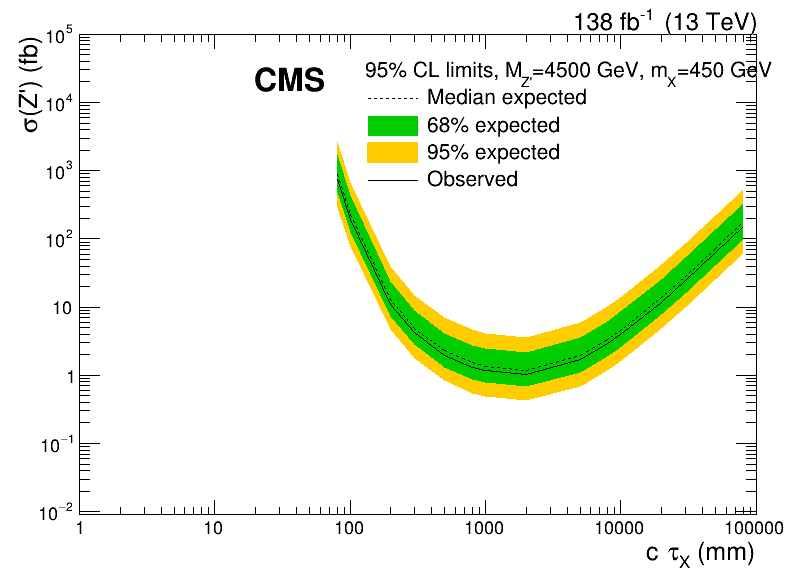 138 fb⁻¹ (13 TeV)
CMS
95% CL limits, M_Z'=4500 GeV, m_X=450 GeV
Median expected
68% expected
95% expected
Observed
σ(Z') (fb)
10⁵
10⁴
10³
10²
10
1
10⁻¹
10⁻²
1 10 100 1000 10000 100000
c τ_X (mm)